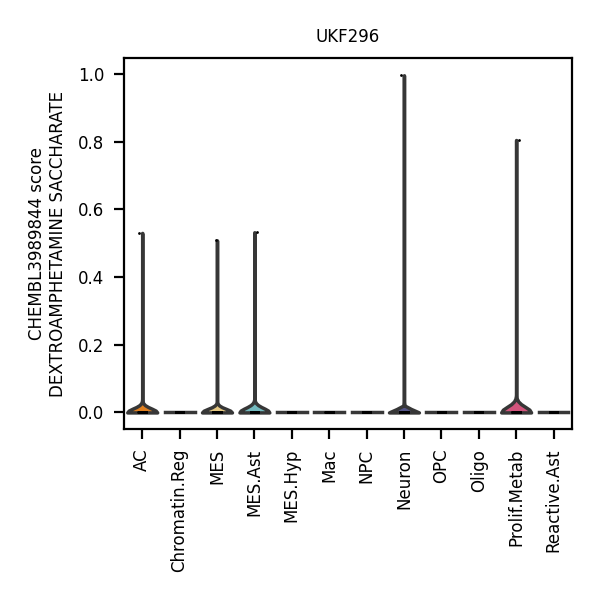 UKF296
CHEMBL3989844 score
DEXTROAMPHETAMINE SACCHARATE
1.0
0.8
0.6
0.4
0.2
0.0
AC
Chromatin.Reg
MES
MES.Ast
MES.Hyp
Mac
NPC
Neuron
OPC
Oligo
Prolif.Metab
Reactive.Ast